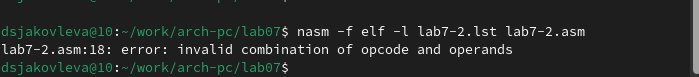 dsjakovleva@10:~/work/arch-pc/lab07$ nasm -f elf -l lab7-2.lst lab7-2.asm
lab7-2.asm:18: error: invalid combination of opcode and operands
dsjakovleva@10:~/work/arch-pc/lab07$